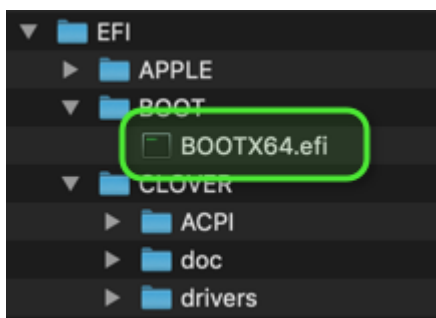 EFI
APPLE
BOOT
BOOTX64.efi
CLOVER
ACPI
doc
drivers